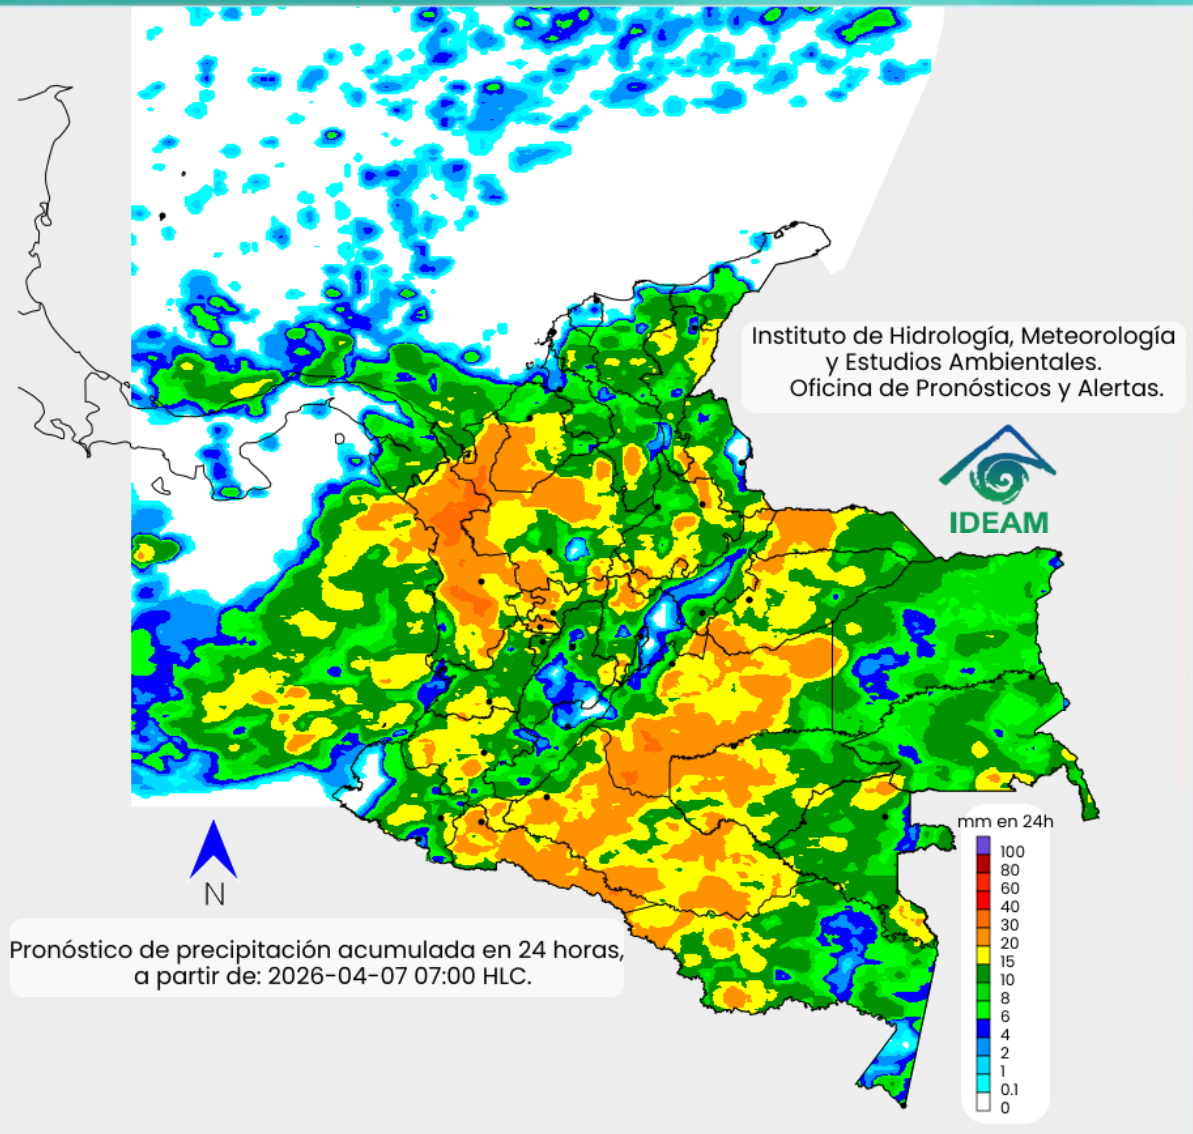 Instituto de Hidrología, Meteorología
y Estudios Ambientales.
Oficina de Pronósticos y Alertas.
IDEAM
mm en 24h
100
80
60
40
30
20
15
10
8
6
4
2
1
0.1
0
N
Pronóstico de precipitación acumulada en 24 horas,
a partir de: 2026-04-07 07:00 HLC.